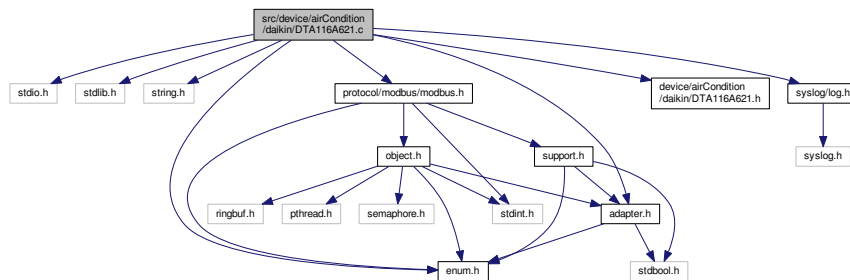 src/device/airCondition
/daikin/DTA116A621.c
stdio.h
stdlib.h
string.h
protocol/modbus/modbus.h
device/airCondition
/daikin/DTA116A621.h
syslog/log.h
object.h
support.h
syslog.h
ringbuf.h
pthread.h
semaphore.h
stdint.h
adapter.h
enum.h
stdbool.h